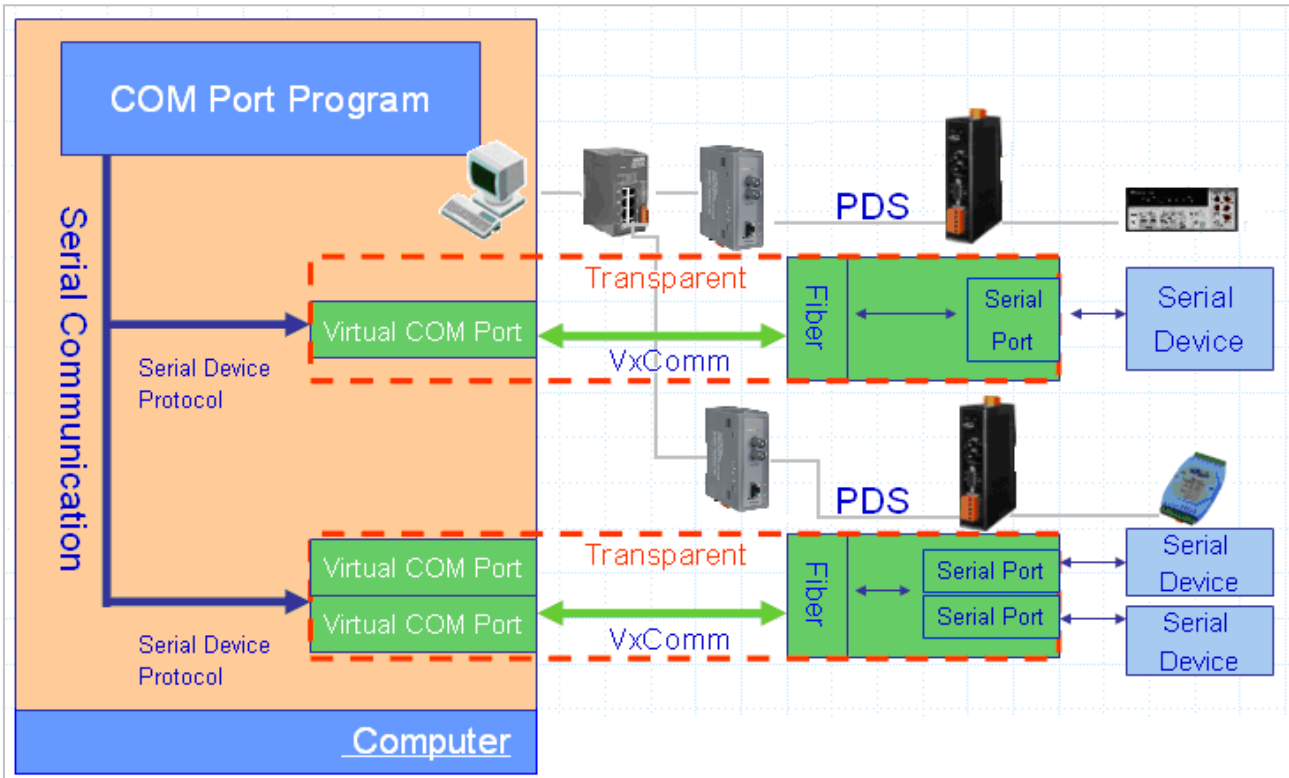 COM Port Program
Serial Communication
PDS
Transparent
Virtual COM Port
VxComm
Fiber
Serial
Port
Serial
Device
Serial Device
Protocol
PDS
Transparent
Virtual COM Port
Virtual COM Port
VxComm
Fiber
Serial Port
Serial Port
Serial
Device
Serial
Device
Serial Device
Protocol
Computer